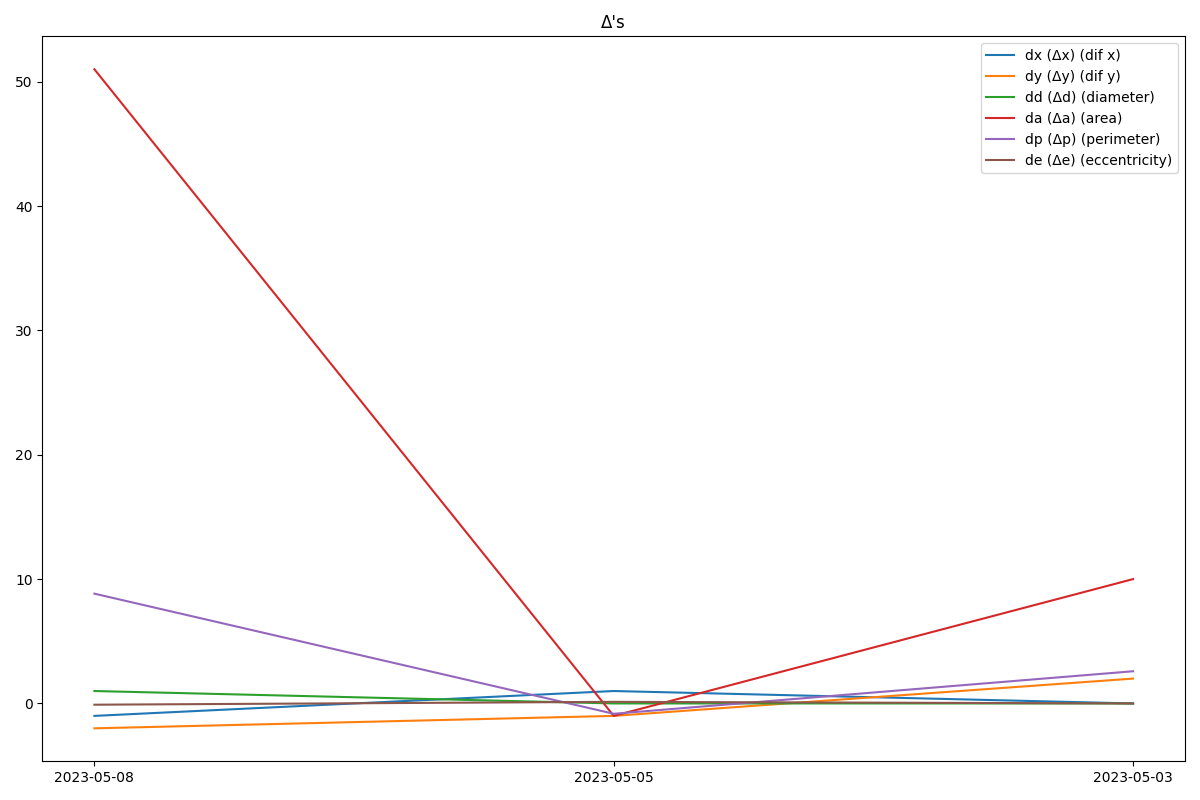 Δ's
dx (Δx) (dif x)
dy (Δy) (dif y)
dd (Δd) (diameter)
da (Δa) (area)
dp (Δp) (perimeter)
de (Δe) (eccentricity)
50
40
30
20
10
0
2023-05-08 2023-05-05 2023-05-03